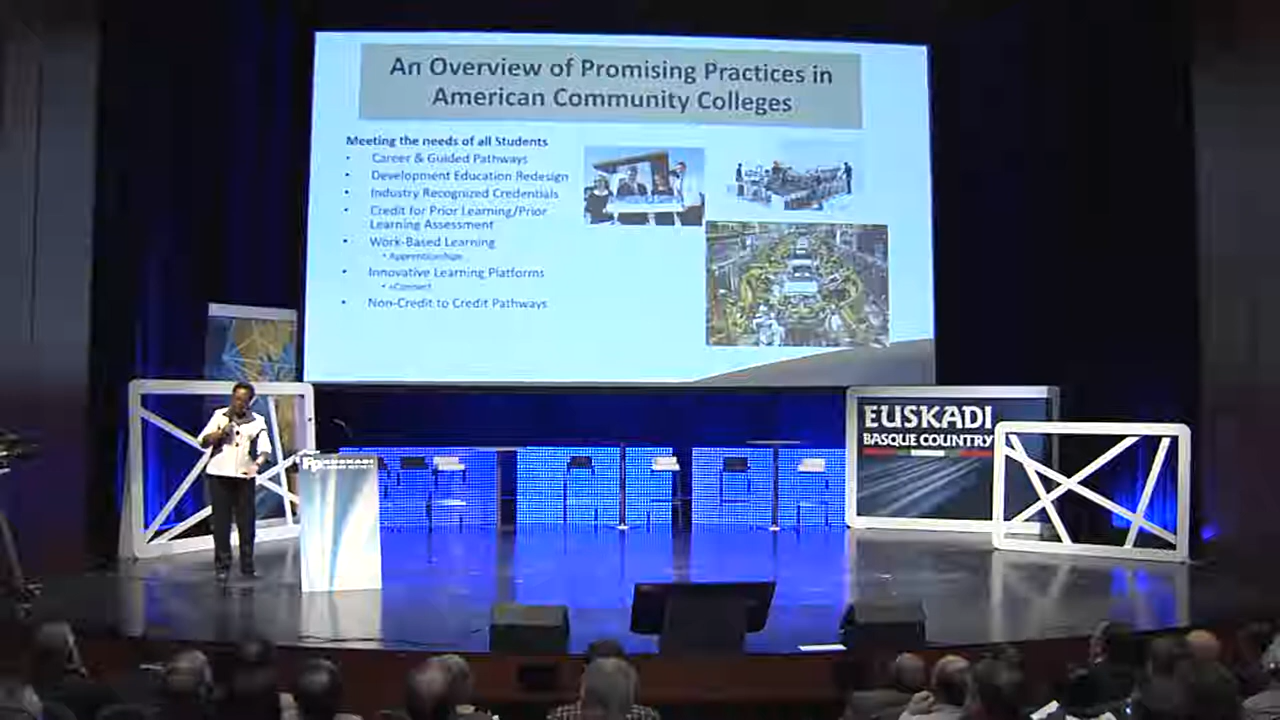 An Overview of Promising Practices in
American Community Colleges
Meeting the needs of all Students
• Career & Guided Pathways
• Development Education Redesign
• Industry Recognized Credentials
• Credit for Prior Learning/Prior
Learning Assessment
• Work-Based Learning
• Apprenticeships
• Innovative Learning Platforms
• eConnect
• Non-Credit to Credit Pathways
EUSKADI
BASQUE COUNTRY